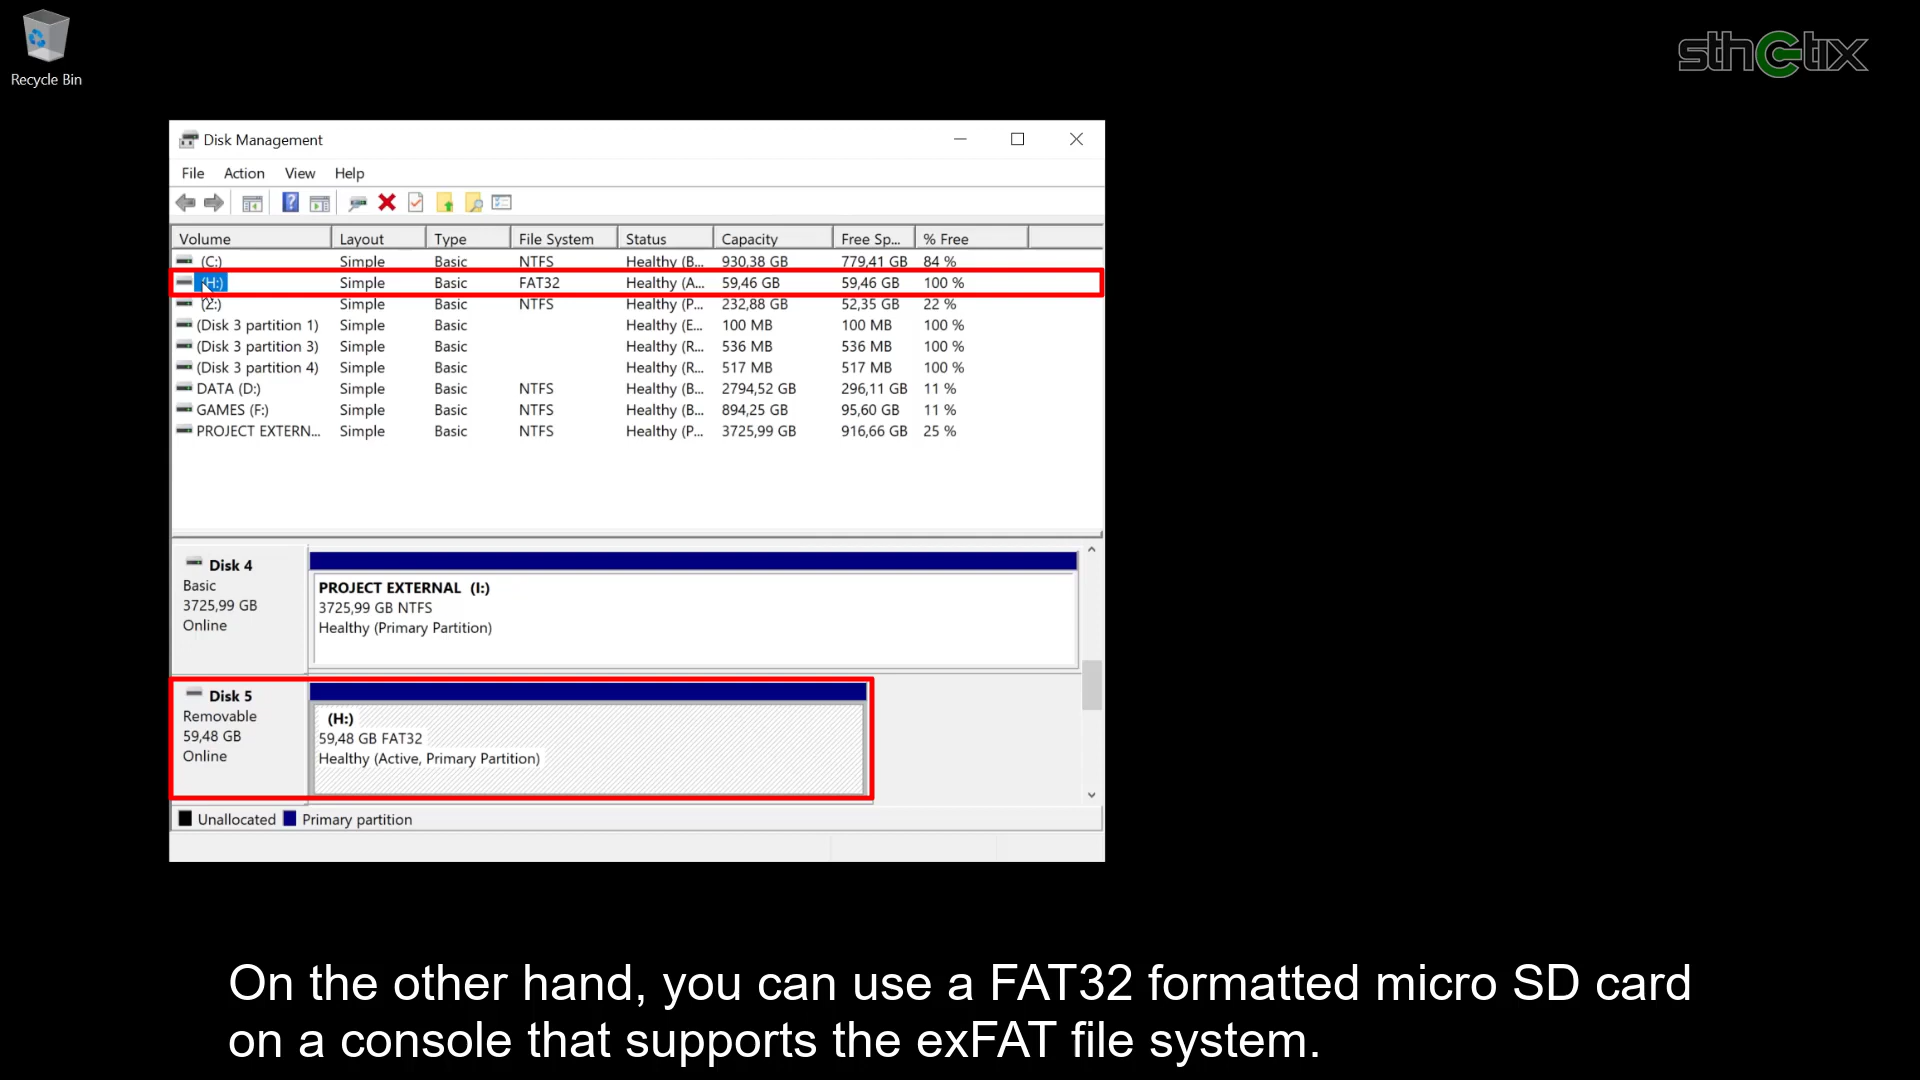 Recycle Bin
sthetix
Disk Management
File Action View Help
Volume Layout Type File System Status Capacity Free Sp... % Free
(C:) Simple Basic NTFS Healthy (B... 930,38 GB 779,41 GB 84 %
(H:) Simple Basic FAT32 Healthy (A... 59,46 GB 59,46 GB 100 %
(Z:) Simple Basic NTFS Healthy (P... 232,88 GB 52,35 GB 22 %
(Disk 3 partition 1) Simple Basic Healthy (E... 100 MB 100 MB 100 %
(Disk 3 partition 3) Simple Basic Healthy (R... 536 MB 536 MB 100 %
(Disk 3 partition 4) Simple Basic Healthy (R... 517 MB 517 MB 100 %
DATA (D:) Simple Basic NTFS Healthy (B... 2794,52 GB 296,11 GB 11 %
GAMES (F:) Simple Basic NTFS Healthy (B... 894,25 GB 95,60 GB 11 %
PROJECT EXTERN... Simple Basic NTFS Healthy (P... 3725,99 GB 916,66 GB 25 %
Disk 4
Basic
3725,99 GB
Online
PROJECT EXTERNAL (I:)
3725,99 GB NTFS
Healthy (Primary Partition)
Disk 5
Removable
59,48 GB
Online
(H:)
59,48 GB FAT32
Healthy (Active, Primary Partition)
Unallocated Primary partition
On the other hand, you can use a FAT32 formatted micro SD card
on a console that supports the exFAT file system.